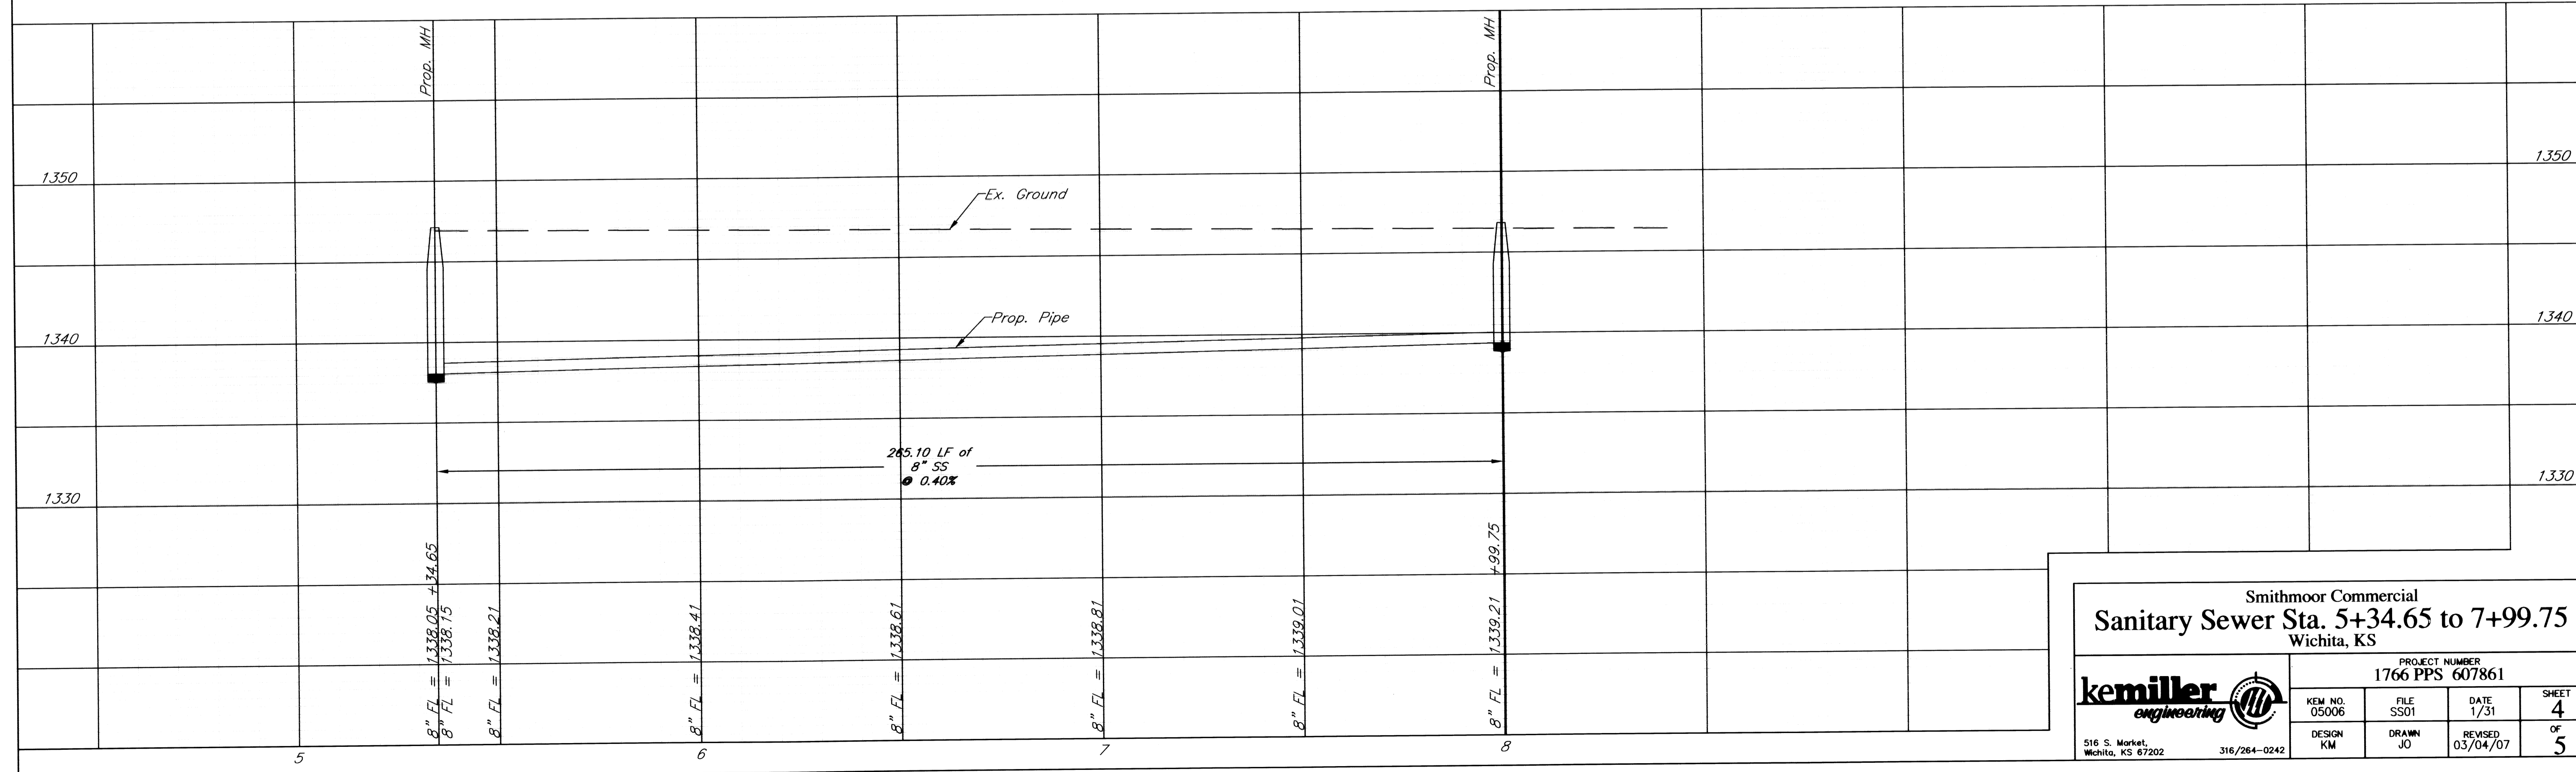 Prop. MH
Prop. MH
1350
1350
Ex. Ground
Prop. Pipe
1340
1340
265.10 LF of
8" SS
@ 0.40%
1330
1330
8" FL = 1338.05 +34.65
8" FL = 1338.15
8" FL = 1338.21
8" FL = 1338.41
8" FL = 1338.61
8" FL = 1338.81
8" FL = 1339.01
8" FL = 1339.21 +99.75
5
6
7
8
Smithmoor Commercial
Sanitary Sewer Sta. 5+34.65 to 7+99.75
Wichita, KS
kemiller
engineering
516 S. Market,
Wichita, KS 67202
316/264-0242
PROJECT NUMBER
1766 PPS 607861
KEM NO.
05006
FILE
SS01
DATE
1/31
SHEET
4
OF
5
DESIGN
KM
DRAWN
JO
REVISED
03/04/07